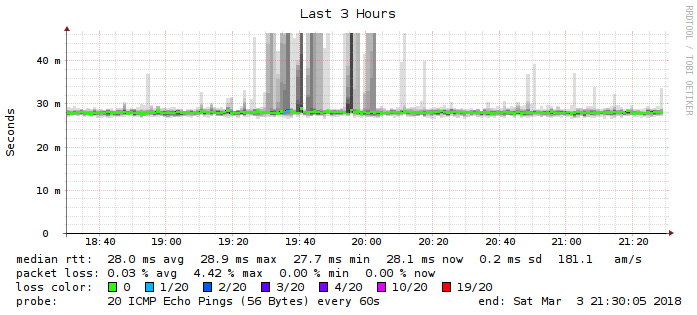 Last 3 Hours
RRDTOOL / TOBI OETIKER
Seconds
40 m
30 m
20 m
10 m
0
18:40 19:00 19:20 19:40 20:00 20:20 20:40 21:00 21:20
median rtt: 28.0 ms avg 28.9 ms max 27.7 ms min 28.1 ms now 0.2 ms sd 181.1 am/s
packet loss: 0.03 % avg 4.42 % max 0.00 % min 0.00 % now
loss color: 0 1/20 2/20 3/20 4/20 10/20 19/20
probe: 20 ICMP Echo Pings (56 Bytes) every 60s end: Sat Mar 3 21:30:05 2018